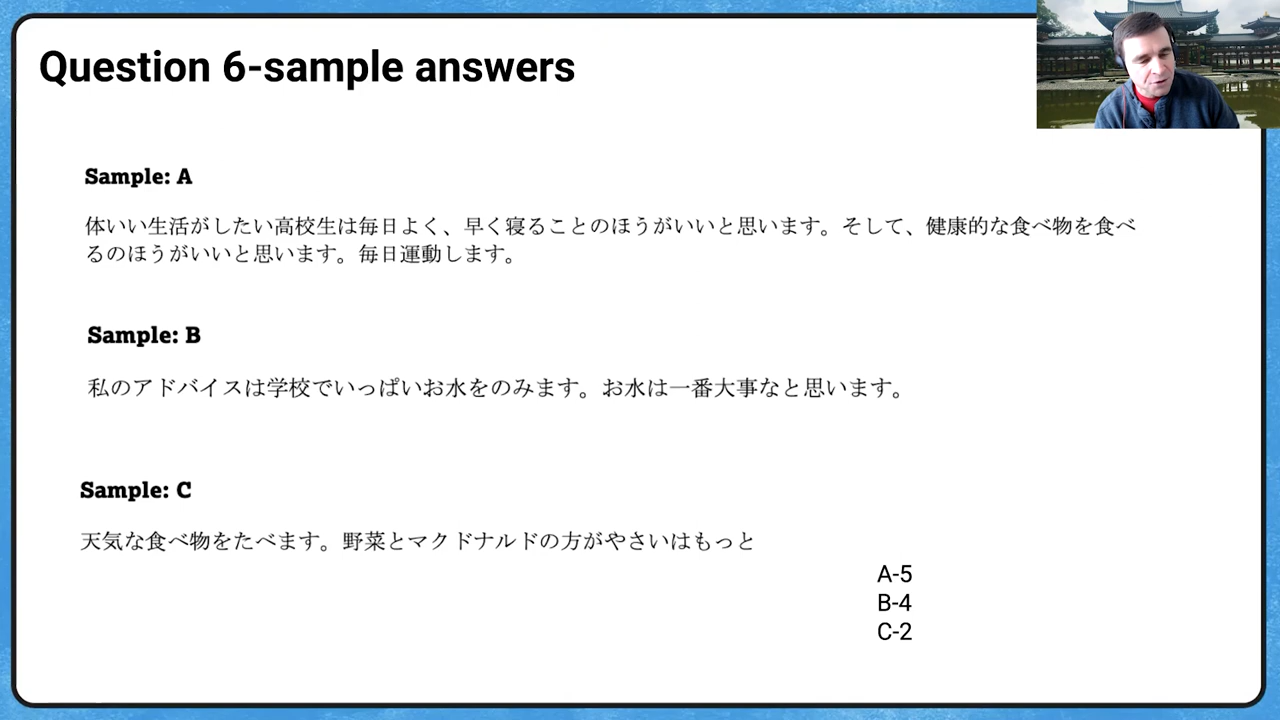 Question 6-sample answers
Sample: A
体いい生活がしたい高校生は毎日よく、早く寝ることのほうがいいと思います。そして、健康的な食べ物を食べ
るのほうがいいと思います。毎日運動します。
Sample: B
私のアドバイスは学校でいっぱいお水をのみます。お水は一番大事なと思います。
Sample: C
天気な食べ物をたべます。野菜とマクドナルドの方がやさいはもっと
A-5
B-4
C-2